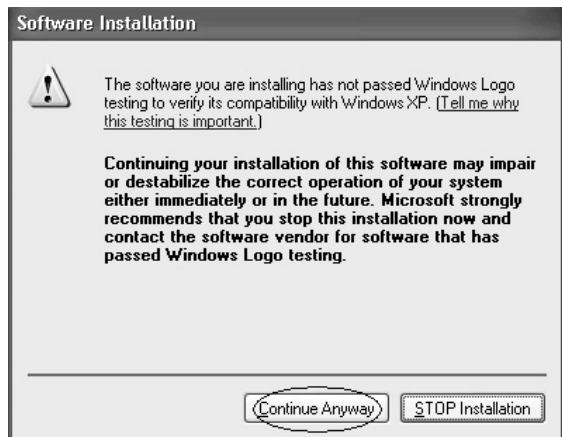 Software Installation
The software you are installing has not passed Windows Logo
testing to verify its compatibility with Windows XP. (Tell me why
this testing is important.)
Continuing your installation of this software may impair
or destabilize the correct operation of your system
either immediately or in the future. Microsoft strongly
recommends that you stop this installation now and
contact the software vendor for software that has
passed Windows Logo testing.
Continue Anyway STOP Installation